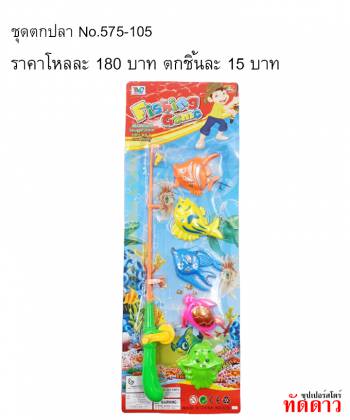 ชุดตกปลา No.575-105
ราคาโหลละ 180 บาท ตกชิ้นละ 15 บาท
Fishing
Game
ซุปเปอร์สโตร์
ทัดดาว